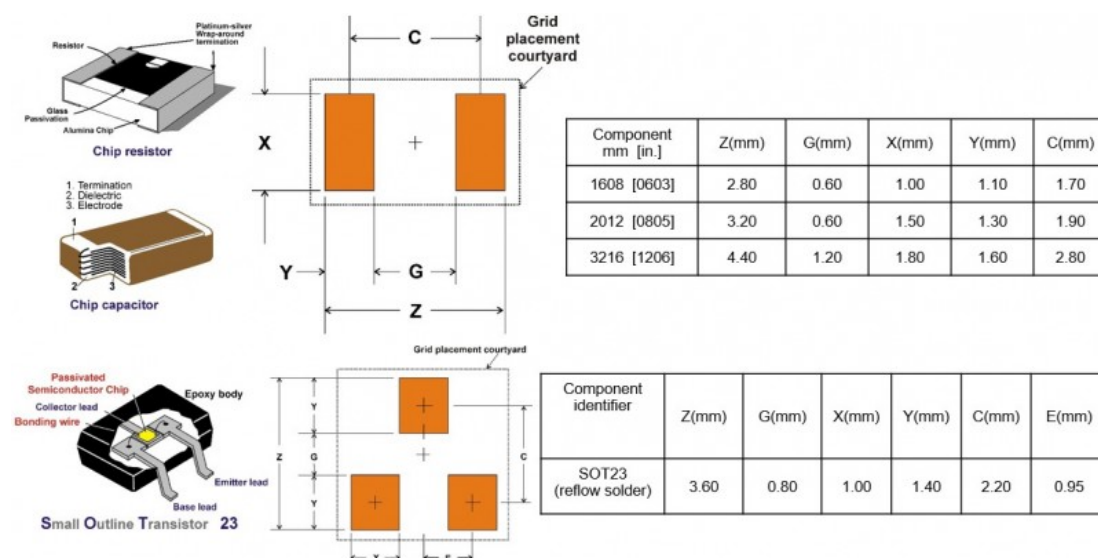 Platinum-silver
Wrap-around
termination
Resistor
Glass
Passivation
Alumina Chip
Chip resistor
1. Termination
2. Dielectric
3. Electrode
1
2
3
Chip capacitor
C
Grid
placement
courtyard
X
Y
G
Z
Component
mm [in.]
Z(mm)
G(mm)
X(mm)
Y(mm)
C(mm)
1608 [0603]
2.80
0.60
1.00
1.10
1.70
2012 [0805]
3.20
0.60
1.50
1.30
1.90
3216 [1206]
4.40
1.20
1.80
1.60
2.80
Passivated
Semiconductor Chip
Collector lead
Bonding wire
Epoxy body
Emitter lead
Base lead
Small Outline Transistor 23
Grid placement courtyard
Y
Z
G
Y
C
X
E
Component
identifier
Z(mm)
G(mm)
X(mm)
Y(mm)
C(mm)
E(mm)
SOT23
(reflow solder)
3.60
0.80
1.00
1.40
2.20
0.95